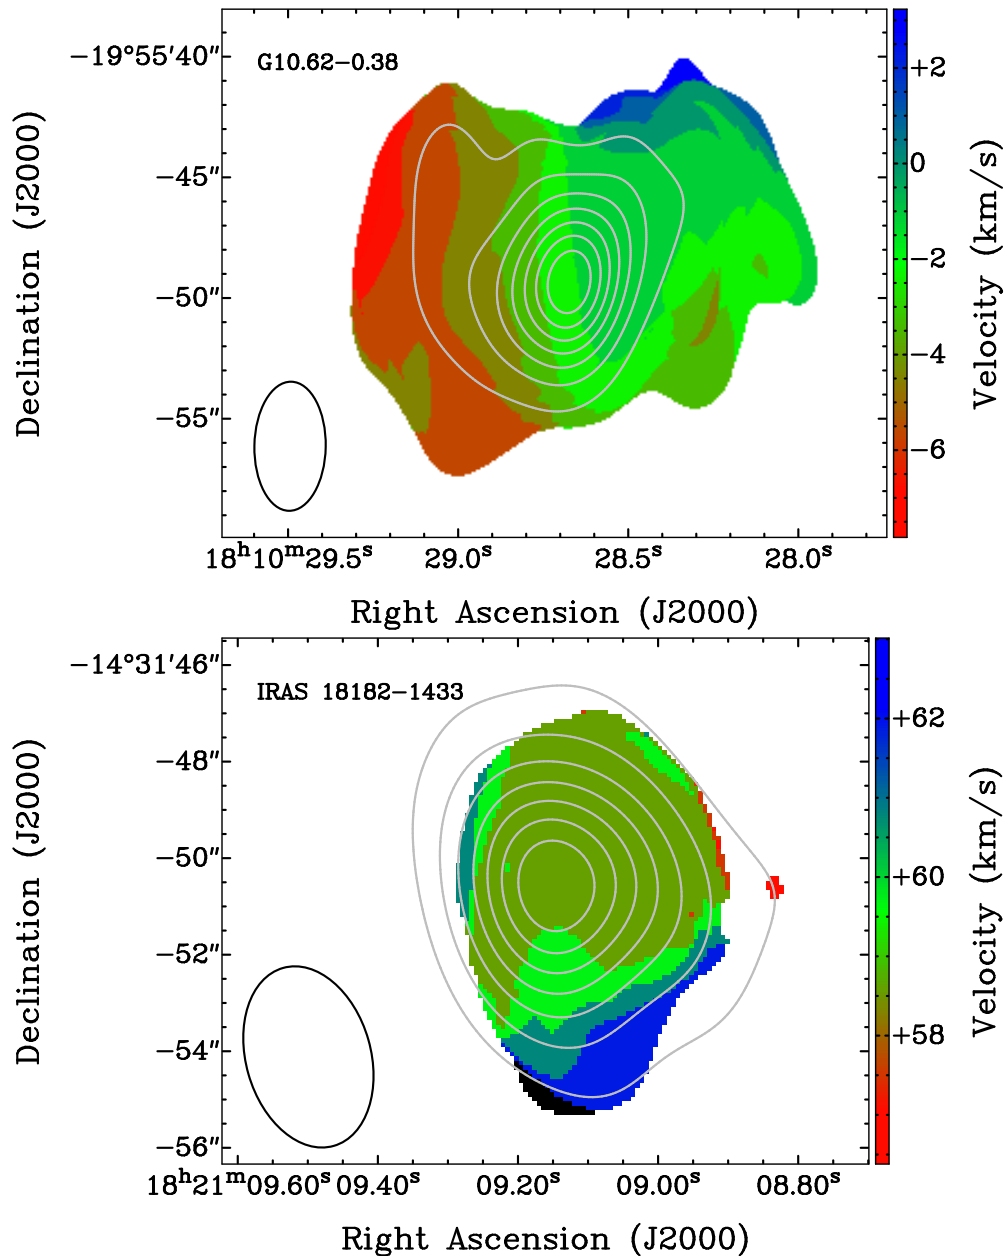 G10.62−0.38
−19°55′40″
−45″
−50″
−55″
Declination (J2000)
18ʰ10ᵐ29.5ˢ 29.0ˢ 28.5ˢ 28.0ˢ
Right Ascension (J2000)
+2
0
−2
−4
−6
Velocity (km/s)
IRAS 18182−1433
−14°31′46″
−48″
−50″
−52″
−54″
−56″
Declination (J2000)
18ʰ21ᵐ09.60ˢ 09.40ˢ 09.20ˢ 09.00ˢ 08.80ˢ
Right Ascension (J2000)
+62
+60
+58
Velocity (km/s)